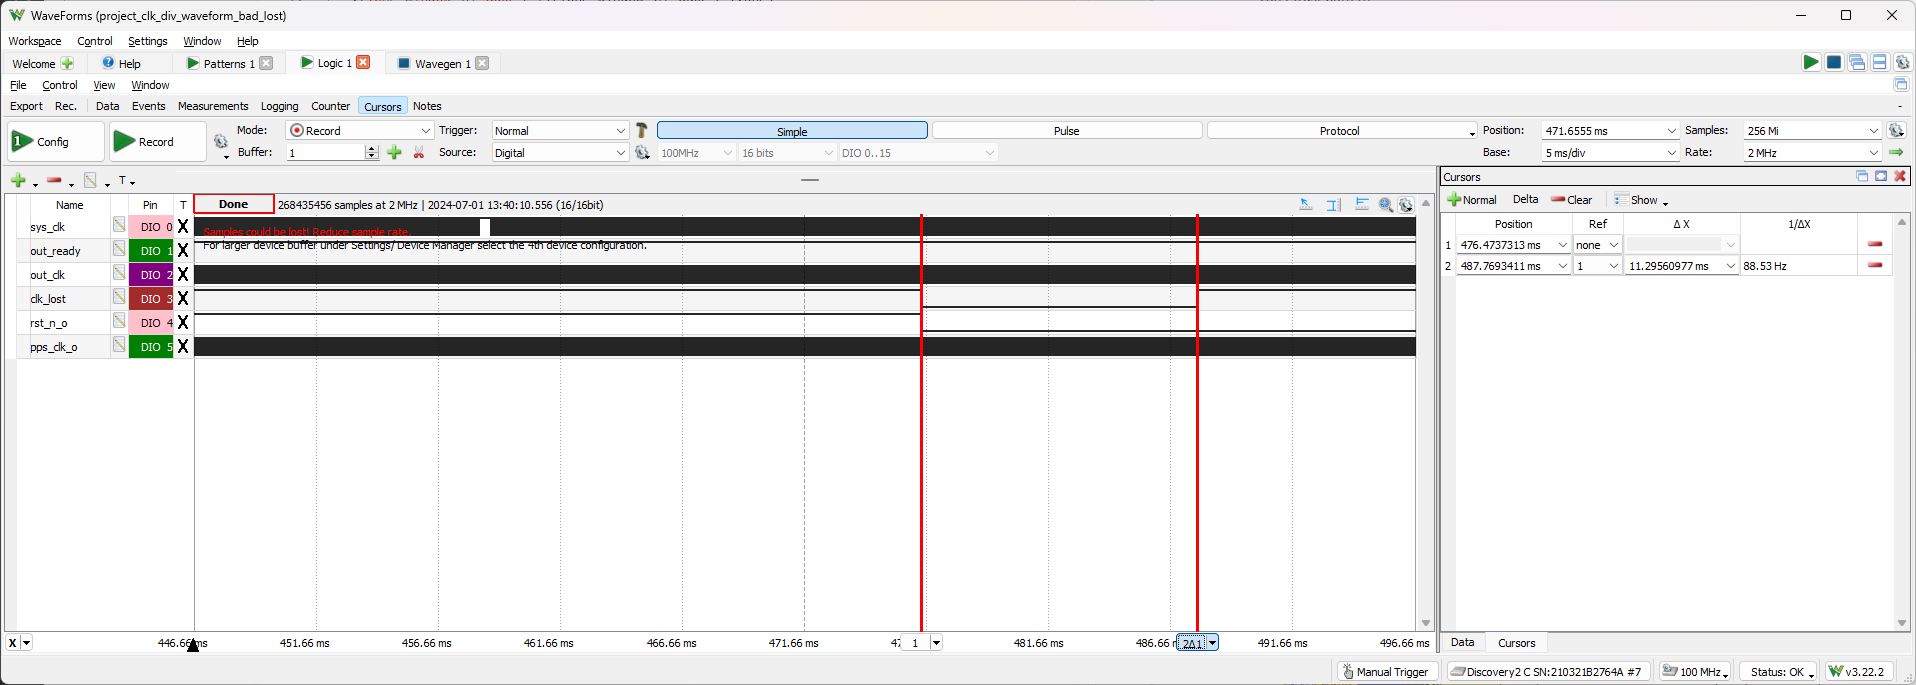 WaveForms (project_clk_div_waveform_bad_lost)
Workspace Control Settings Window Help
Welcome Help Patterns 1 Logic 1 Wavegen 1
File Control View Window
Export Rec. Data Events Measurements Logging Counter Cursors Notes
Mode: Record Trigger: Normal Simple Pulse Protocol Position: 471.6555 ms Samples: 256 Mi
1 Config Record
Buffer: 1 Source: Digital 100MHz 16 bits DIO 0..15 Base: 5 ms/div Rate: 2 MHz
T
Name Pin T Done 268435456 samples at 2 MHz | 2024-07-01 13:40:10.556 (16/16bit)
sys_clk DIO 0 X
Samples could be lost! Reduce sample rate.
For larger device buffer under Settings/Device Manager select the 4th device configuration.
out_ready DIO 1 X
out_clk DIO 2 X
clk_lost DIO 3 X
rst_n_o DIO 4 X
pps_clk_o DIO 5 X
X 446.66 ms 451.66 ms 456.66 ms 461.66 ms 466.66 ms 471.66 ms 47 1 481.66 ms 486.66 2Δ1 491.66 ms 496.66 ms
Cursors
Normal Delta Clear Show
Position Ref Δ X 1/ΔX
1 476.4737313 ms none
2 487.7693411 ms 1 11.29560977 ms 88.53 Hz
Data Cursors
Manual Trigger Discovery2 C SN:210321B2764A #7 100 MHz Status: OK v3.22.2